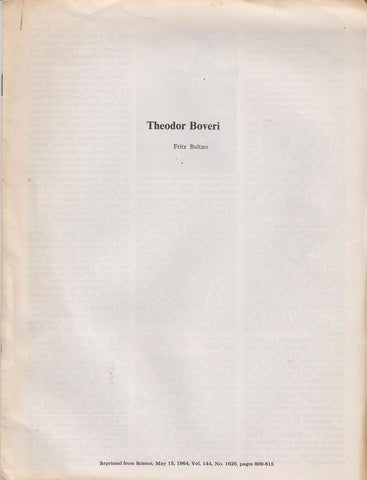 Theodor Boveri
Fritz Baltzer
Reprinted from Science, May 15, 1964, Vol. 144, No. 1620, pages 809-815